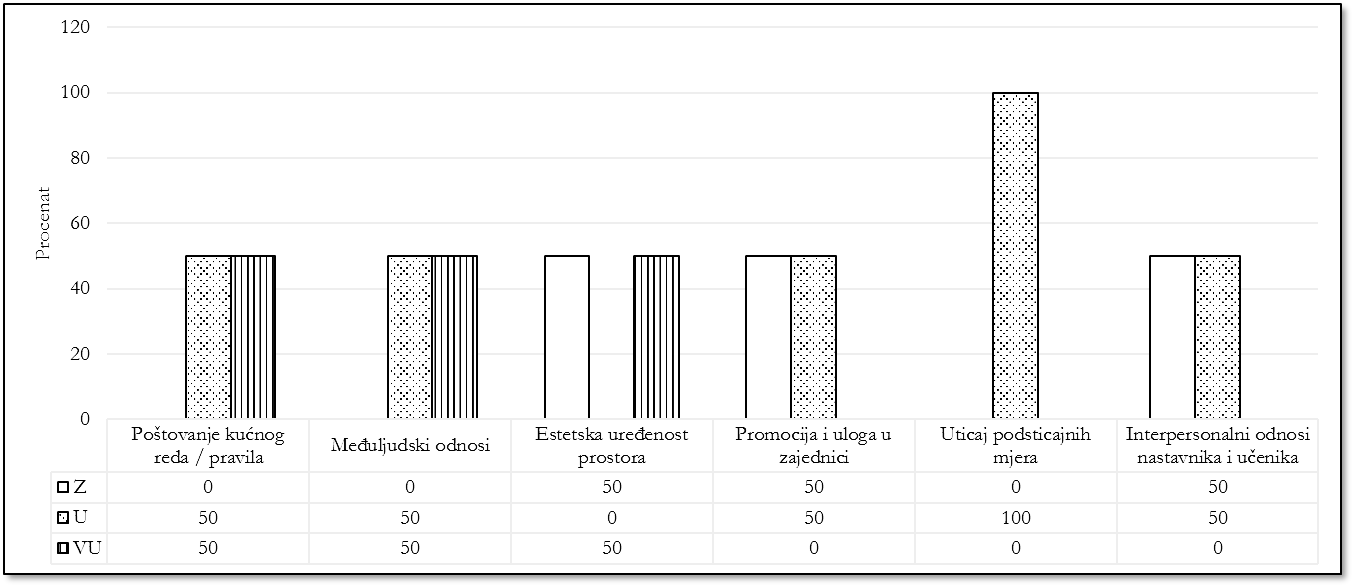 120
100
80
60
40
20
0
Procenat
Poštovanje kućnog
reda / pravila
Međuljudski odnosi
Estetska uređenost
prostora
Promocija i uloga u
zajednici
Uticaj podsticajnih
mjera
Interpersonalni odnosi
nastavnika i učenika
Z 0 0 50 50 0 50
U 50 50 0 50 100 50
VU 50 50 50 0 0 0